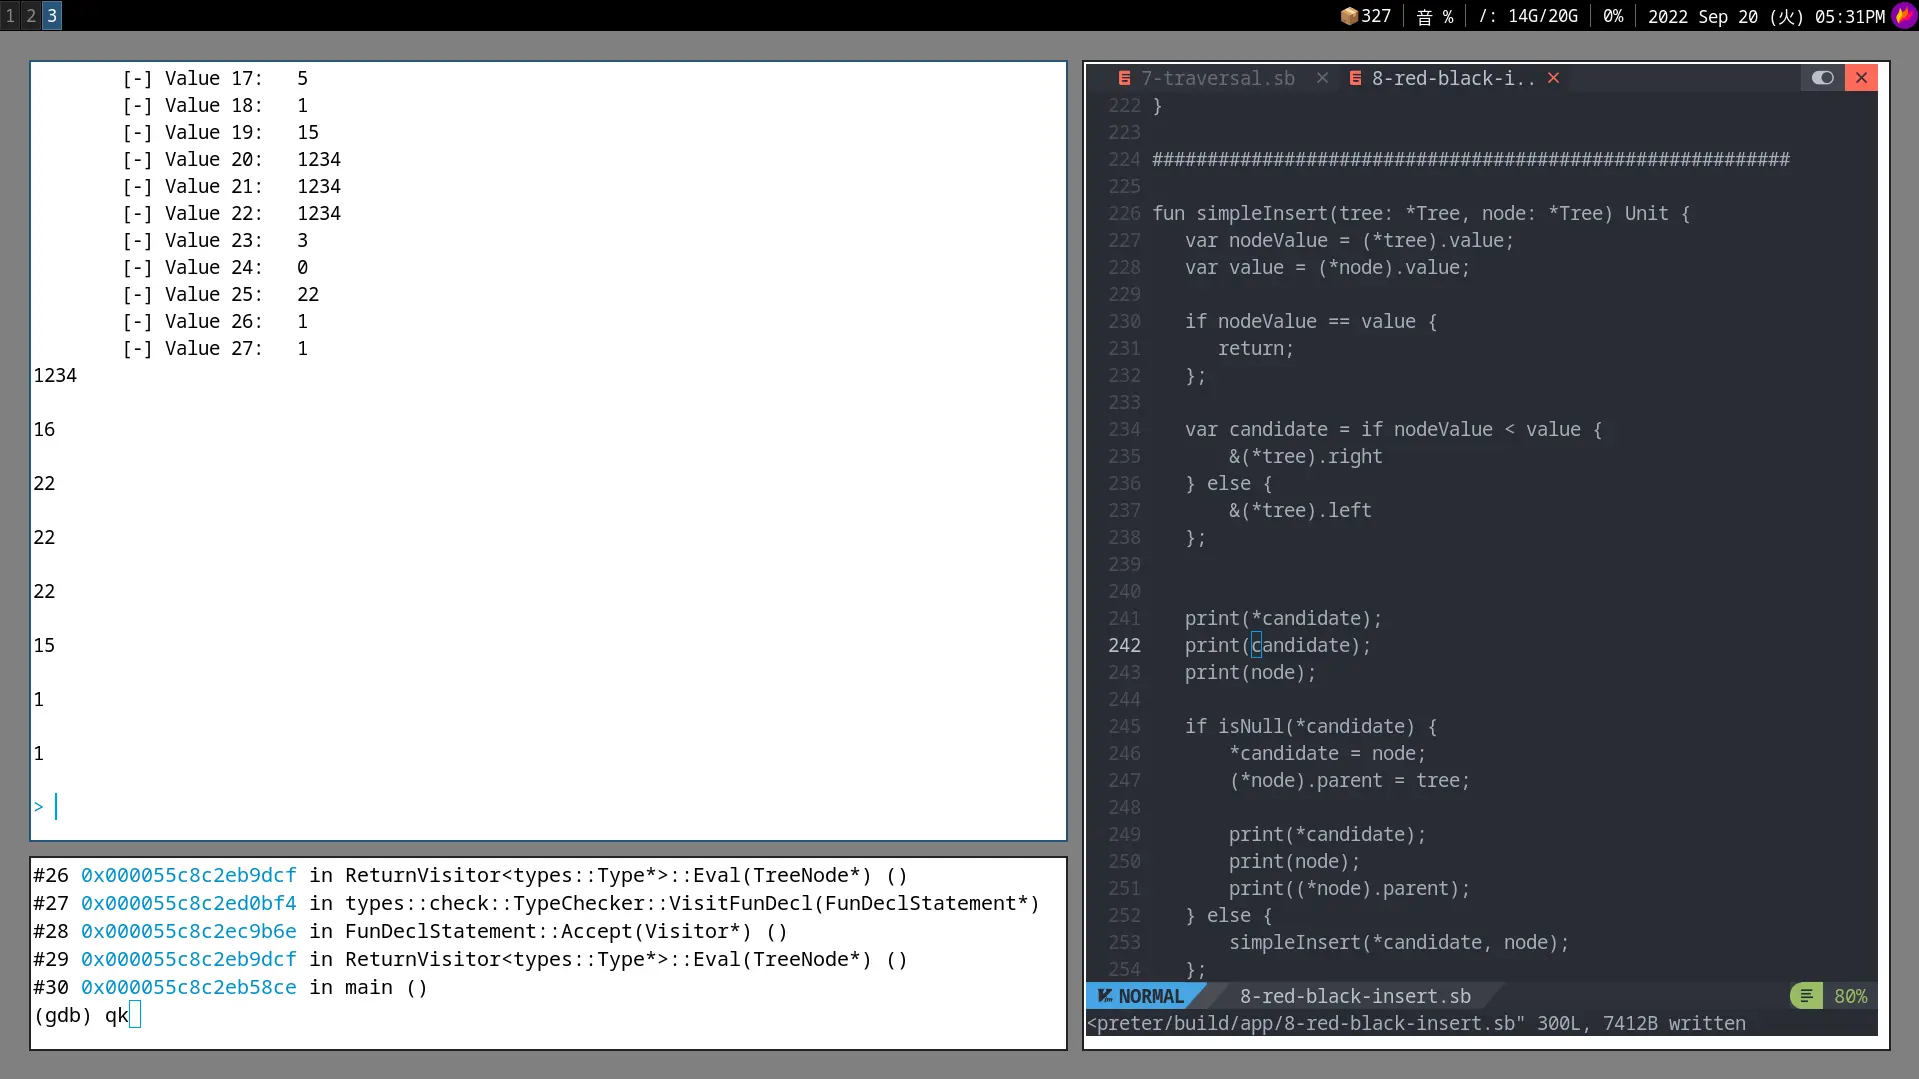 1 2 3 327 音 % /: 14G/20G 0% 2022 Sep 20 (火) 05:31PM
[-] Value 17: 5
[-] Value 18: 1
[-] Value 19: 15
[-] Value 20: 1234
[-] Value 21: 1234
[-] Value 22: 1234
[-] Value 23: 3
[-] Value 24: 0
[-] Value 25: 22
[-] Value 26: 1
[-] Value 27: 1
1234
16
22
22
22
15
1
1
>
#26 0x000055c8c2eb9dcf in ReturnVisitor<types::Type*>::Eval(TreeNode*) ()
#27 0x000055c8c2ed0bf4 in types::check::TypeChecker::VisitFunDecl(FunDeclStatement*)
#28 0x000055c8c2ec9b6e in FunDeclStatement::Accept(Visitor*) ()
#29 0x000055c8c2eb9dcf in ReturnVisitor<types::Type*>::Eval(TreeNode*) ()
#30 0x000055c8c2eb58ce in main ()
(gdb) qk
7-traversal.sb × 8-red-black-i.. ×
222 }
223
224 ##########################################################
225
226 fun simpleInsert(tree: *Tree, node: *Tree) Unit {
227 var nodeValue = (*tree).value;
228 var value = (*node).value;
229
230 if nodeValue == value {
231 return;
232 };
233
234 var candidate = if nodeValue < value {
235 &(*tree).right
236 } else {
237 &(*tree).left
238 };
239
240
241 print(*candidate);
242 print(candidate);
243 print(node);
244
245 if isNull(*candidate) {
246 *candidate = node;
247 (*node).parent = tree;
248
249 print(*candidate);
250 print(node);
251 print((*node).parent);
252 } else {
253 simpleInsert(*candidate, node);
254 };
NORMAL 8-red-black-insert.sb 80%
<preter/build/app/8-red-black-insert.sb" 300L, 7412B written